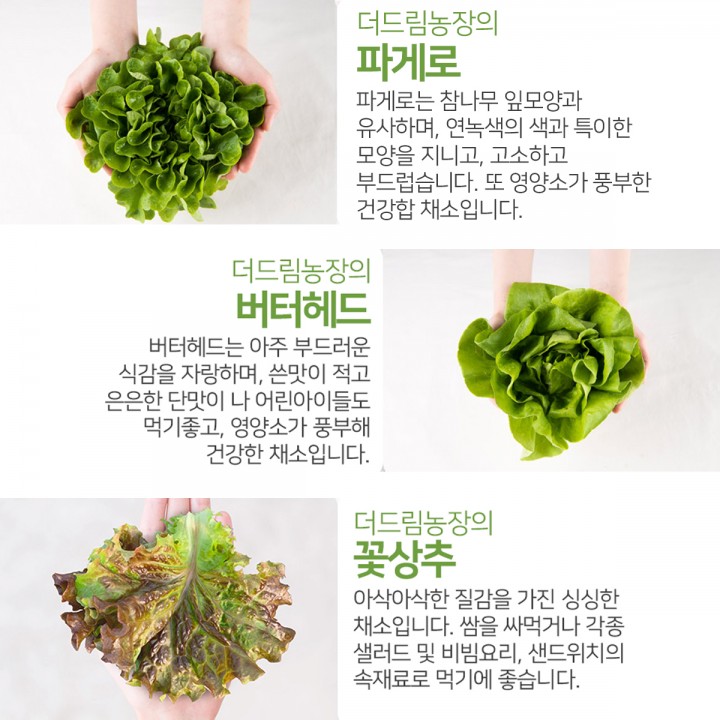 더드림농장의
파게로
파게로는 참나무 잎모양과
유사하며, 연녹색의 색과 특이한
모양을 지니고, 고소하고
부드럽습니다. 또 영양소가 풍부한
건강합 채소입니다.
더드림농장의
버터헤드
버터헤드는 아주 부드러운
식감을 자랑하며, 쓴맛이 적고
은은한 단맛이 나 어린아이들도
먹기좋고, 영양소가 풍부해
건강한 채소입니다.
더드림농장의
꽃상추
아삭아삭한 질감을 가진 싱싱한
채소입니다. 쌈을 싸먹거나 각종
샐러드 및 비빔요리, 샌드위치의
속재료로 먹기에 좋습니다.